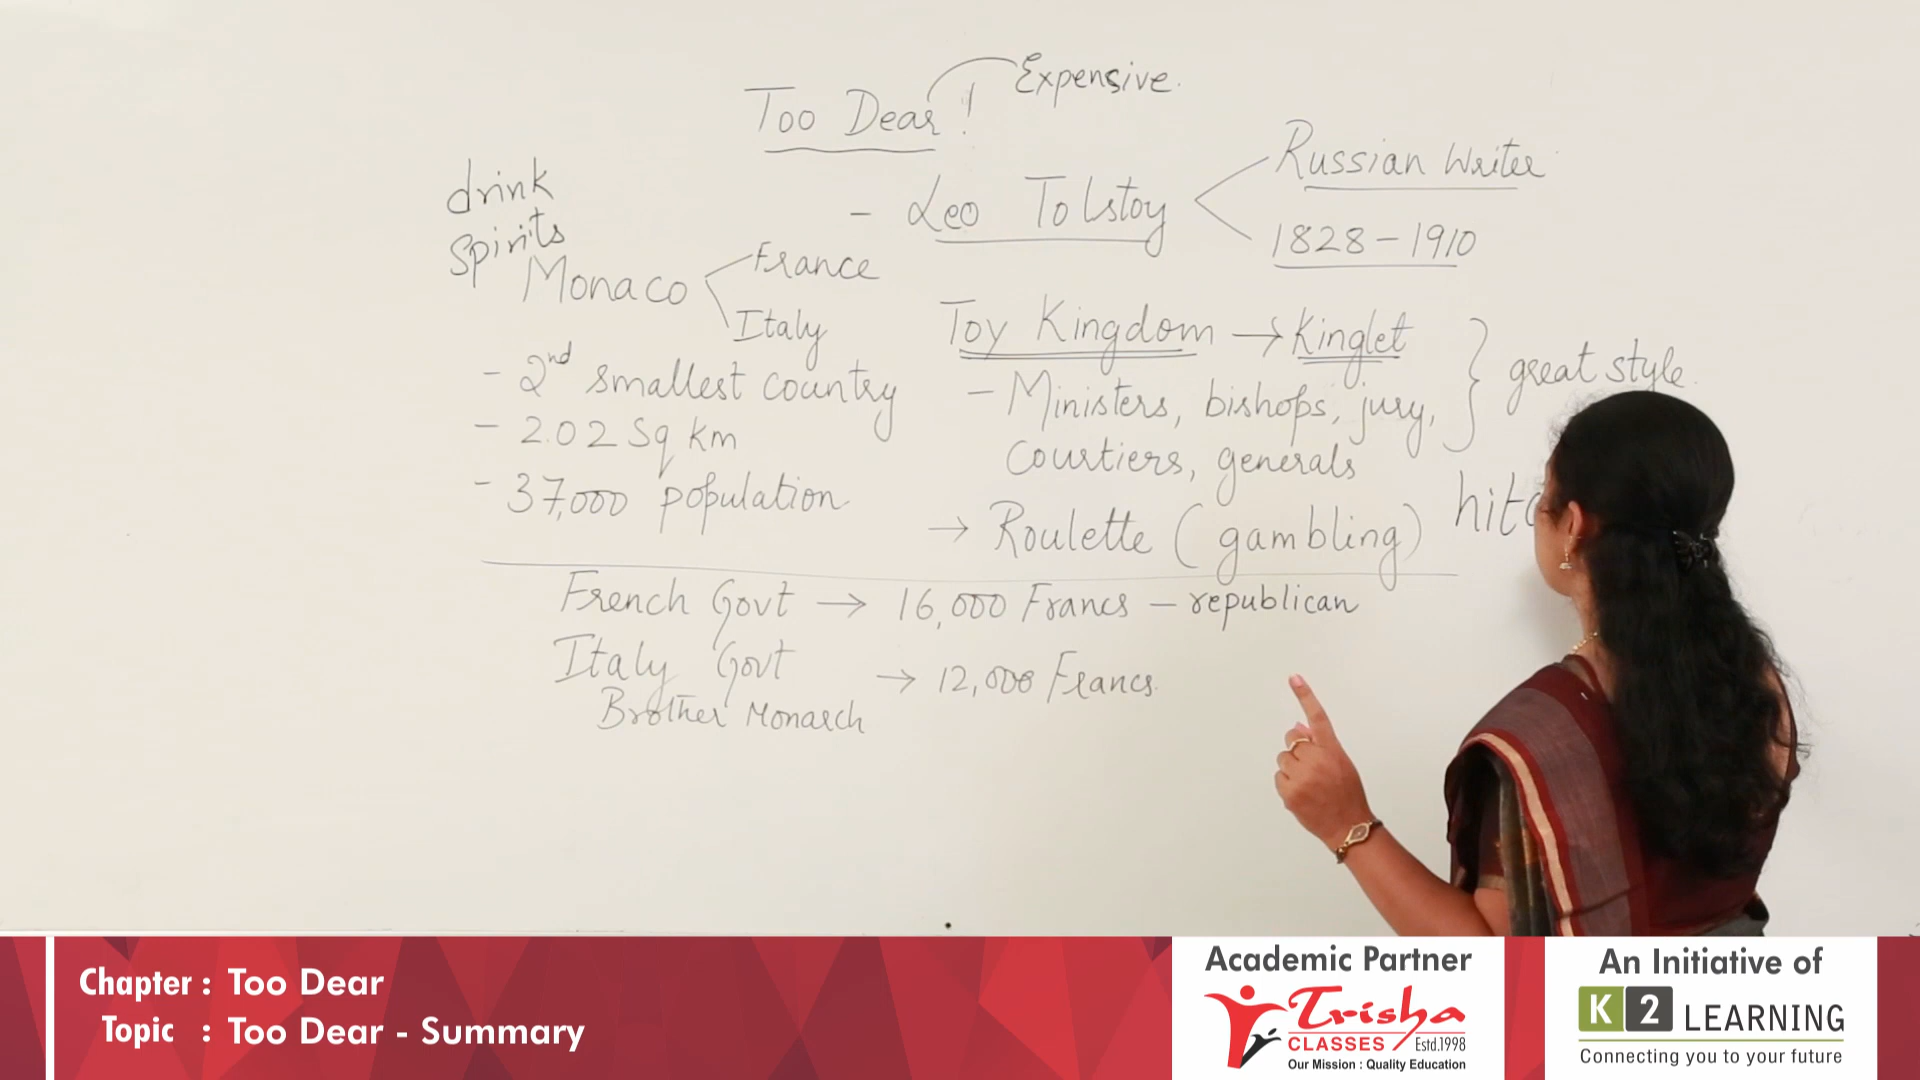 Expensive.
Too Dear!
- Leo Tolstoy
Russian Writer
1828-1910
drink
spirits
Monaco
France
Italy
- 2nd smallest country
- 2.02 Sq km
- 37,000 population
Toy Kingdom → Kinglet
- Ministers, bishops, jury,
courtiers, generals
great style.
→ Roulette (gambling)
French Govt → 16,000 Francs - republican
Italy Govt → 12,000 Francs.
Brother Monarch
Chapter : Too Dear
Topic : Too Dear - Summary
Academic Partner
Trisha
CLASSES Estd.1998
Our Mission : Quality Education
An Initiative of
K2 LEARNING
Connecting you to your future